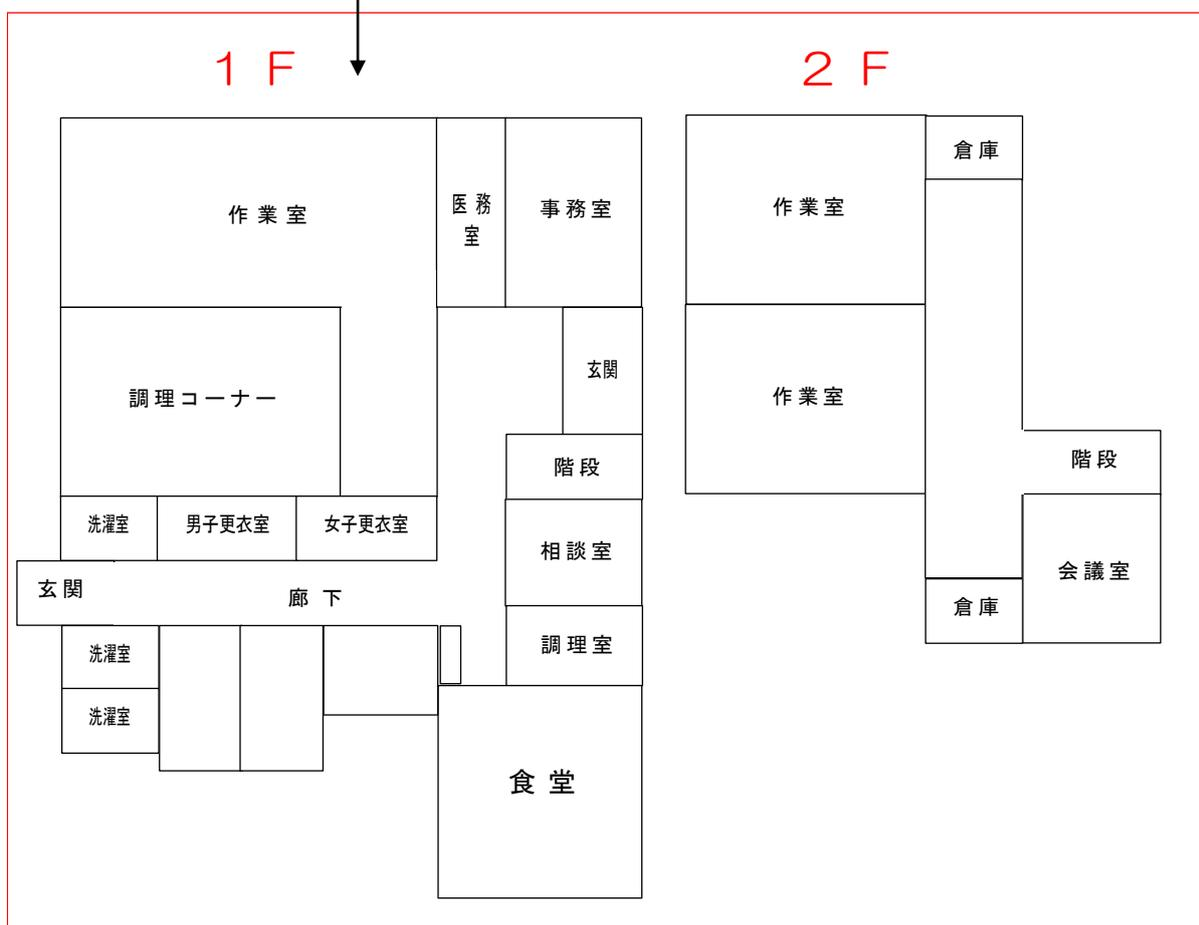 １Ｆ
作業室
医務
室
事務室
調理コーナー
玄関
階段
洗濯室
男子更衣室
女子更衣室
相談室
玄関
廊下
調理室
洗濯室
洗濯室
食堂
２Ｆ
倉庫
作業室
作業室
階段
会議室
倉庫